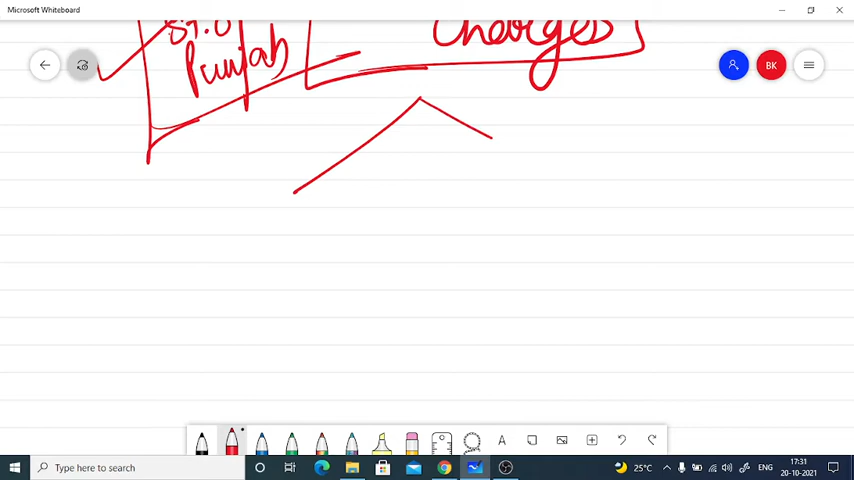 Microsoft Whiteboard
Charges
Punjab
BK
A
Type here to search
25°C
ENG
17:31
20-10-2021